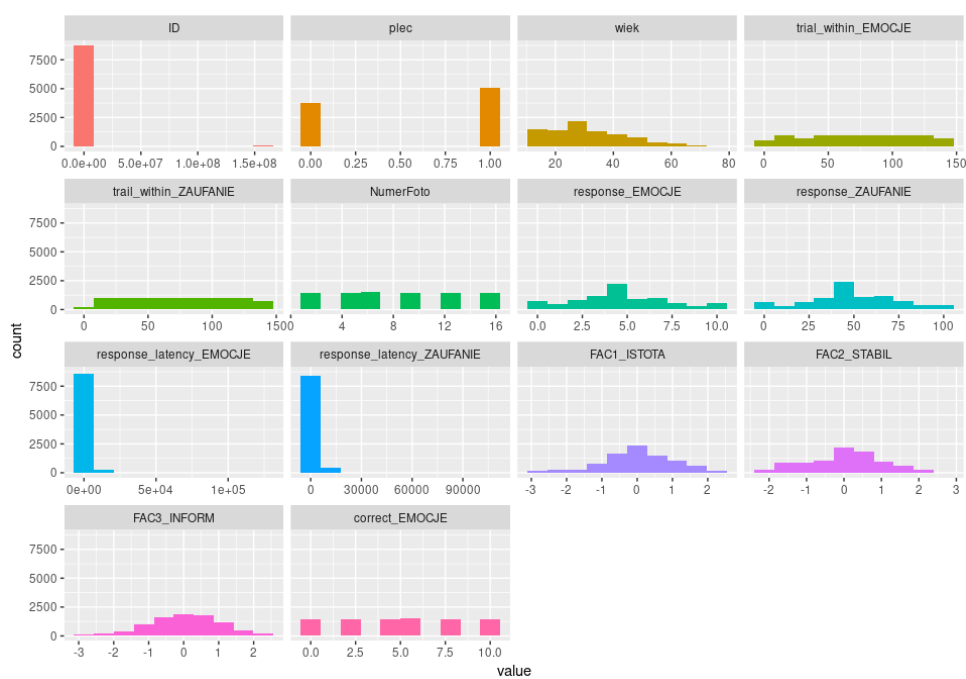 ID plec wiek trial_within_EMOCJE
7500
5000
2500
0
0.0e+00 5.0e+07 1.0e+08 1.5e+08 0.00 0.25 0.50 0.75 1.00 20 40 60 80 0 50 100 150
trail_within_ZAUFANIE NumerFoto response_EMOCJE response_ZAUFANIE
7500
5000
2500
0
0 50 100 150 0 4 8 12 16 0.0 2.5 5.0 7.5 10.0 0 25 50 75 100
count
response_latency_EMOCJE response_latency_ZAUFANIE FAC1_ISTOTA FAC2_STABIL
7500
5000
2500
0
0e+00 5e+04 1e+05 0 30000 60000 90000 -3 -2 -1 0 1 2 -2 -1 0 1 2 3
FAC3_INFORM correct_EMOCJE
7500
5000
2500
0
-3 -2 -1 0 1 2 0.0 2.5 5.0 7.5 10.0
value